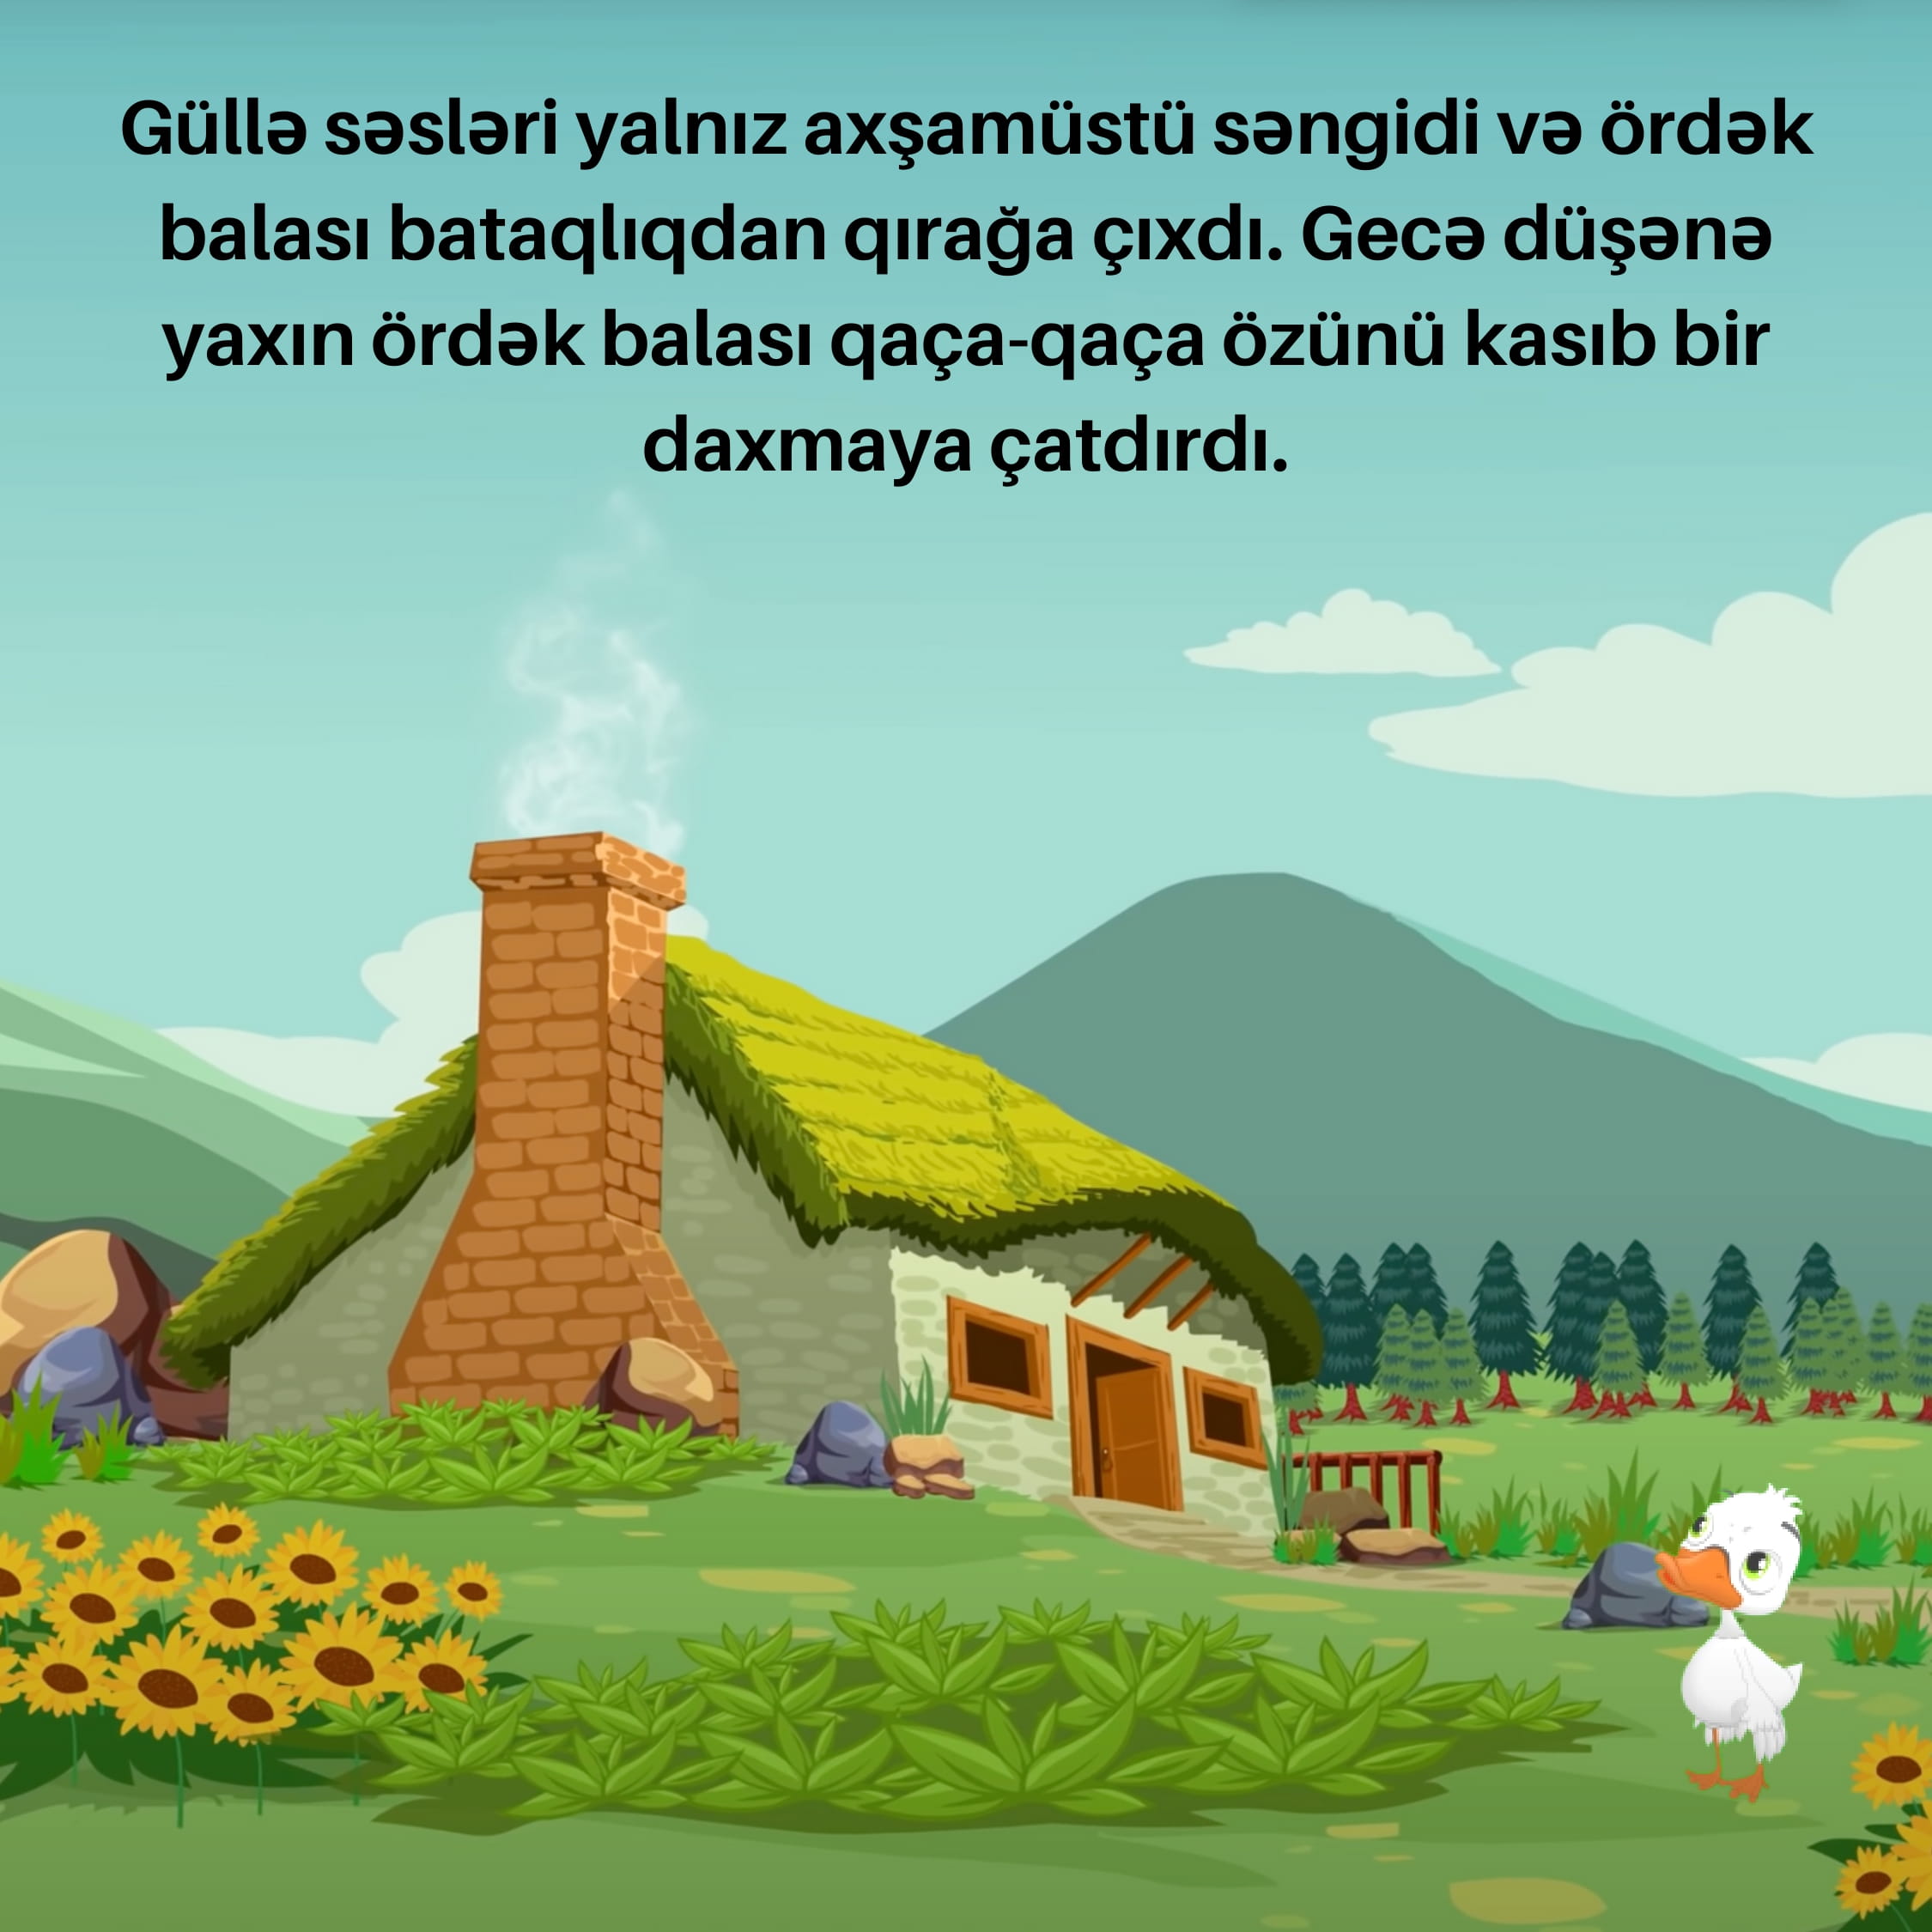 Güllə səsləri yalnız axşamüstü səngidi və ördək
balası bataqlıqdan qırağa çıxdı. Gecə düşənə
yaxın ördək balası qaça-qaça özünü kasıb bir
daxmaya çatdırdı.